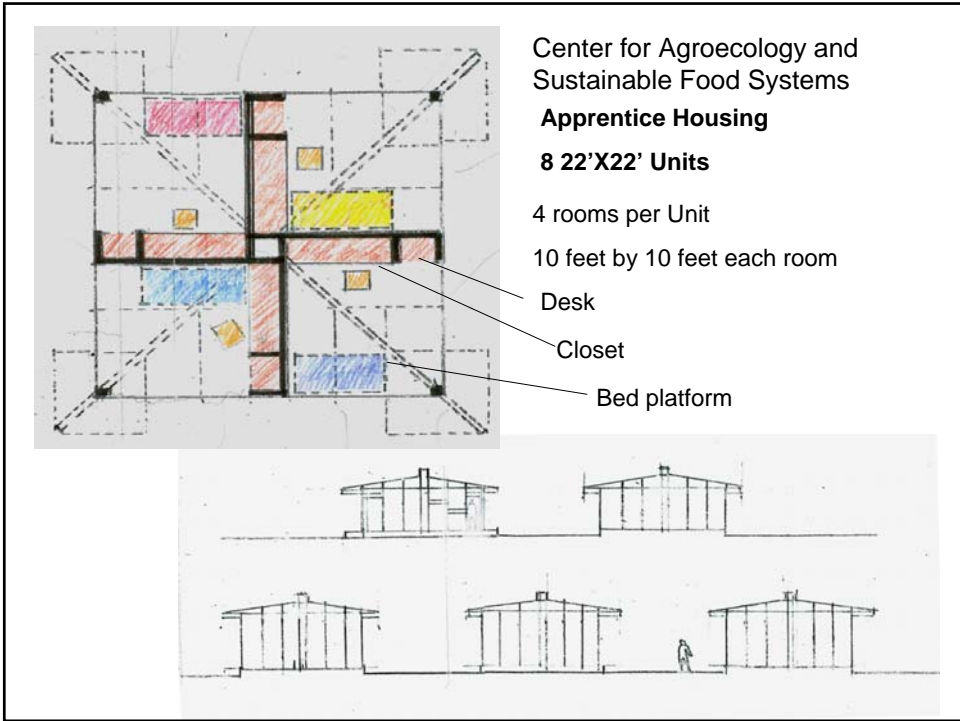 Center for Agroecology and
Sustainable Food Systems
Apprentice Housing
8 22’X22’ Units
4 rooms per Unit
10 feet by 10 feet each room
Desk
Closet
Bed platform